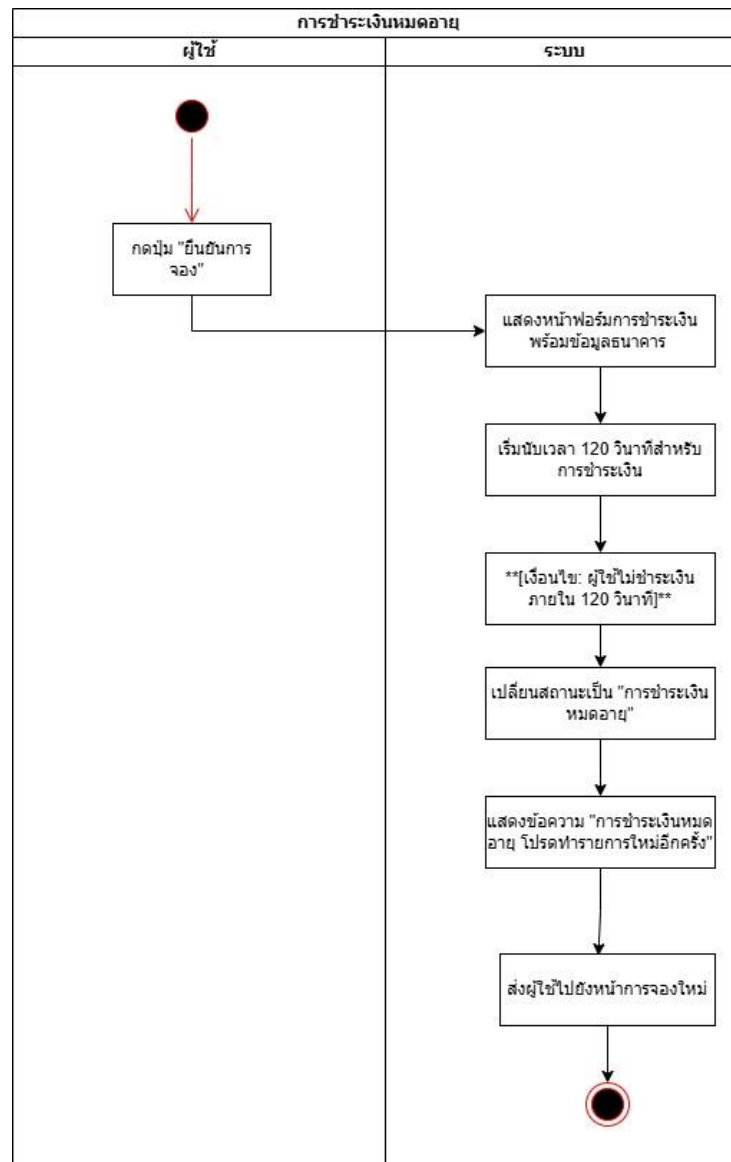 การชำระเงินหมดอายุ
ผู้ใช้
ระบบ
กดปุ่ม "ยืนยันการ
จอง"
แสดงหน้าฟอร์มการชำระเงิน
พร้อมข้อมูลธนาคาร
เริ่มนับเวลา 120 วินาทีสำหรับ
การชำระเงิน
**[เงื่อนไข: ผู้ใช้ไม่ชำระเงิน
ภายใน 120 วินาที]**
เปลี่ยนสถานะเป็น "การชำระเงิน
หมดอายุ"
แสดงข้อความ "การชำระเงินหมด
อายุ โปรดทำรายการใหม่อีกครั้ง"
ส่งผู้ใช้ไปยังหน้าการจองใหม่